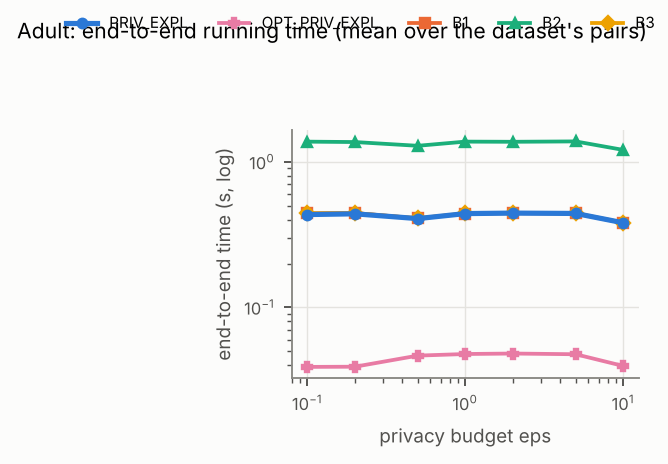 PRIV_EXPL OPT_PRIV_EXPL B1 B2 B3
Adult: end-to-end running time (mean over the dataset's pairs)
end-to-end time (s, log)
10⁰
10⁻¹
10⁻¹ 10⁰ 10¹
privacy budget eps